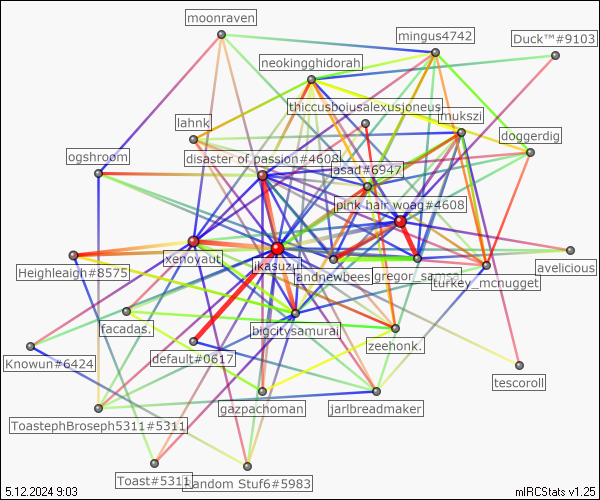 moonraven
mingus4742
Duck™#9103
neokingghidorah
thiccusboiusalexusjoneus
lahnk
mukszi
doggerdig
ogshroom
disaster of passion#4608
asad#6947
pink hair woag#4608
xenoyaut
ikasuzu
andnewbees
gregor_samsa
avelicious
Heighleaigh#8575
turkey_mcnugget
facadas.
bigcitysamurai
zeehonk.
Knowun#6424
default#0617
tescoroll
gazpachoman
jarlbreadmaker
ToastephBroseph5311#5311
Toast#5311
Random Stuf6#5983
5.12.2024 9:03
mIRCStats v1.25